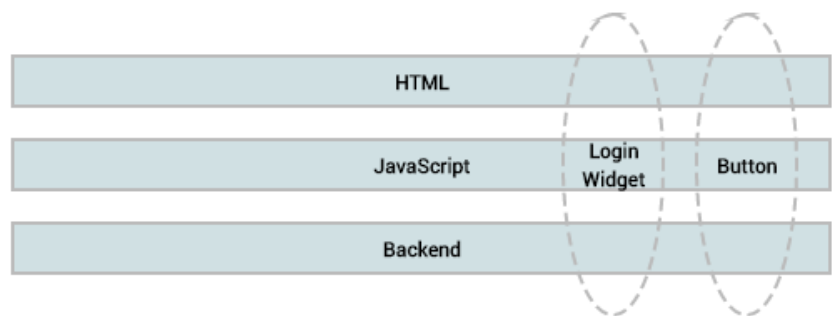 HTML
JavaScript
Login
Widget
Button
Backend